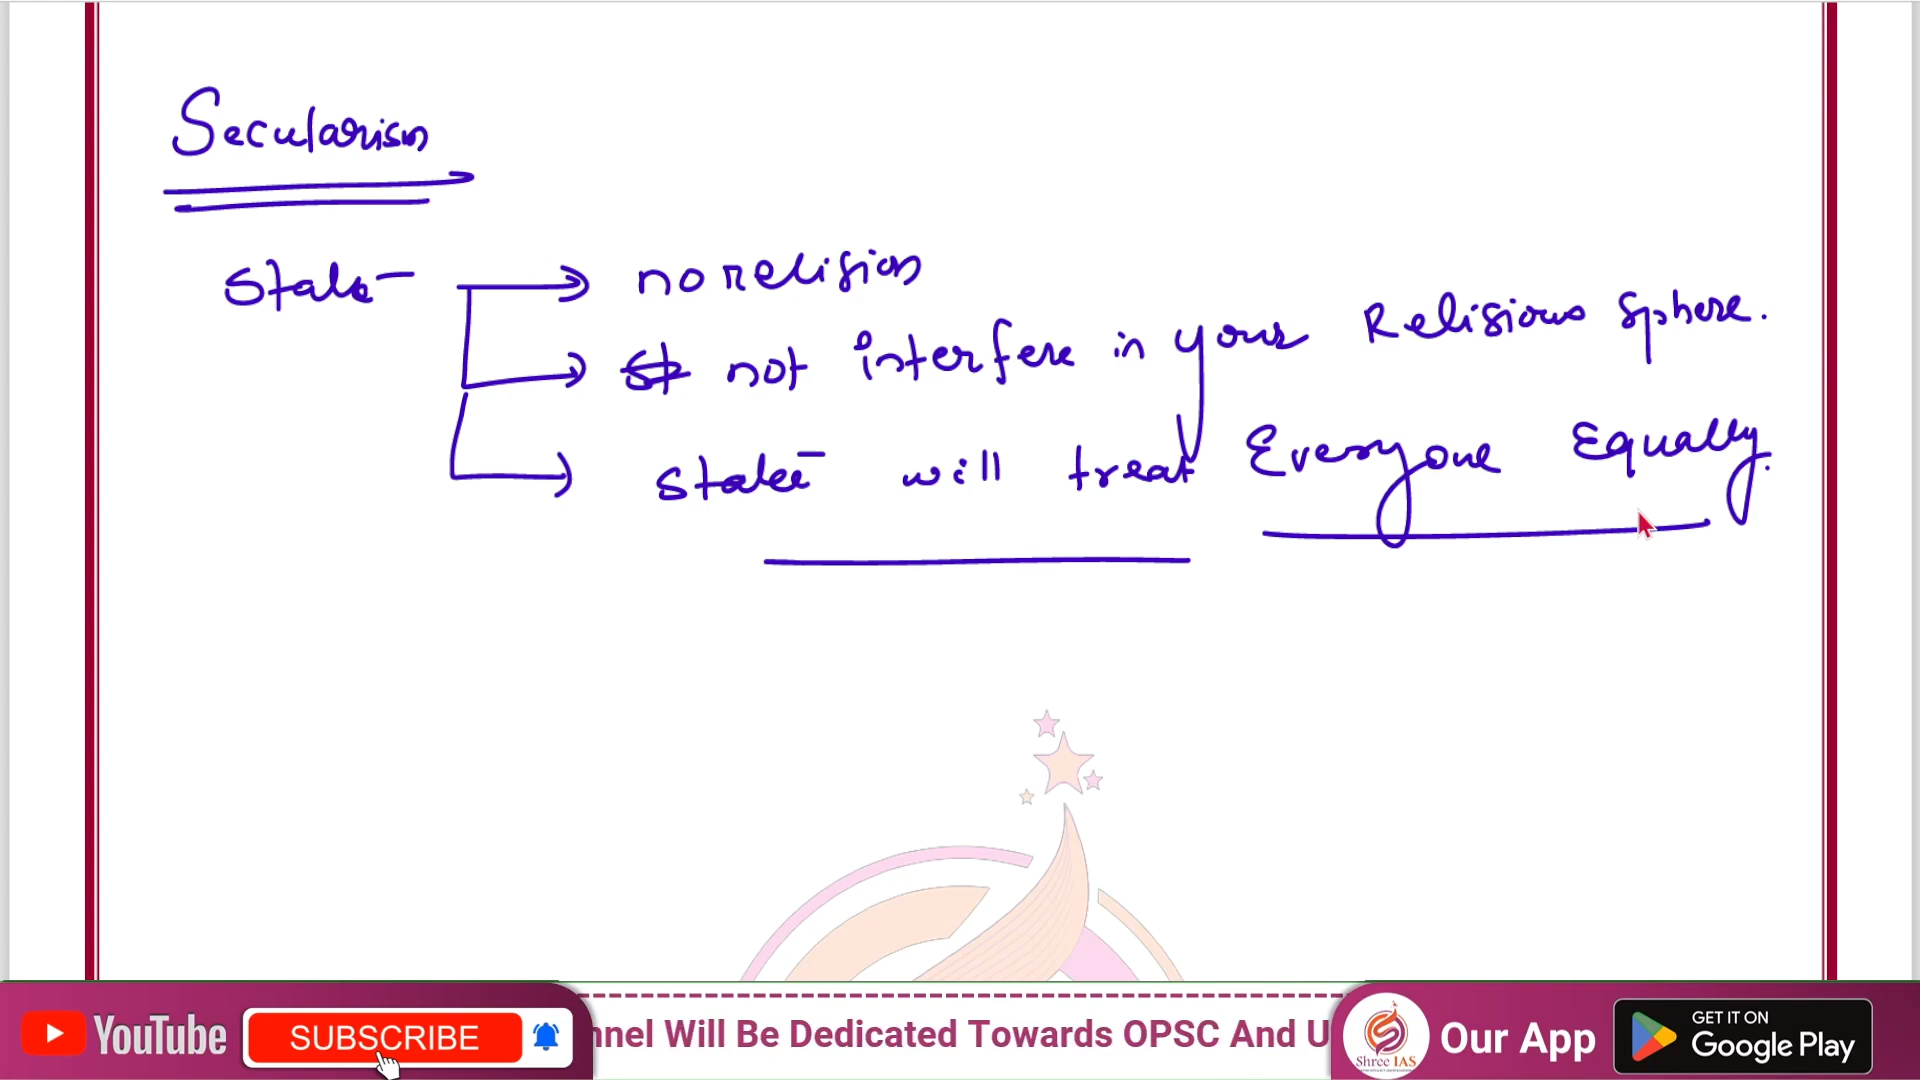 Secularism
State → no religion
→ not interfere in your Religious Sphere.
→ State will treat Everyone Equally.
YouTube SUBSCRIBE nnel Will Be Dedicated Towards OPSC And U Shree IAS Our App GET IT ON Google Play